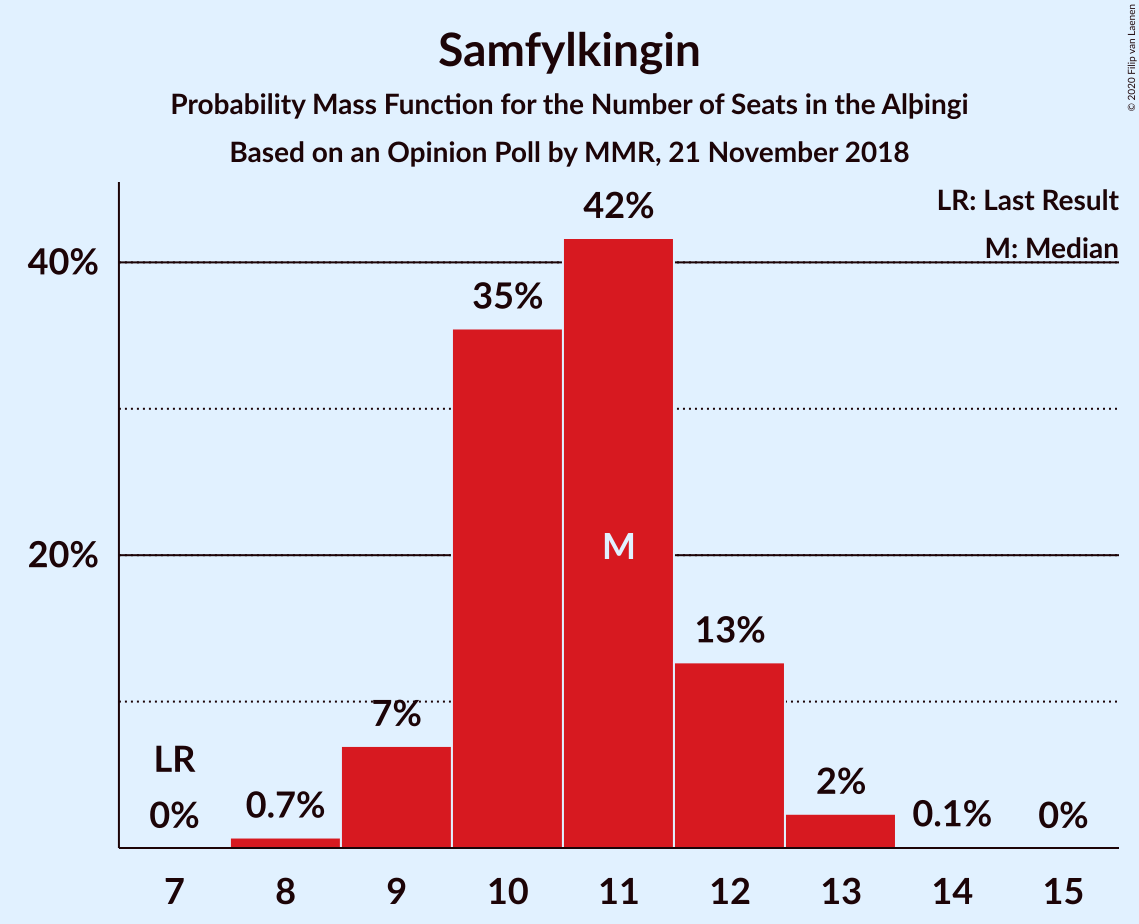 Samfylkingin
Probability Mass Function for the Number of Seats in the Alþingi
Based on an Opinion Poll by MMR, 21 November 2018
© 2020 Filip van Laenen
LR: Last Result
M: Median
42%
40%
35%
M
20%
13%
7%
LR
0%
0.7%
2%
0.1%
0%
7 8 9 10 11 12 13 14 15